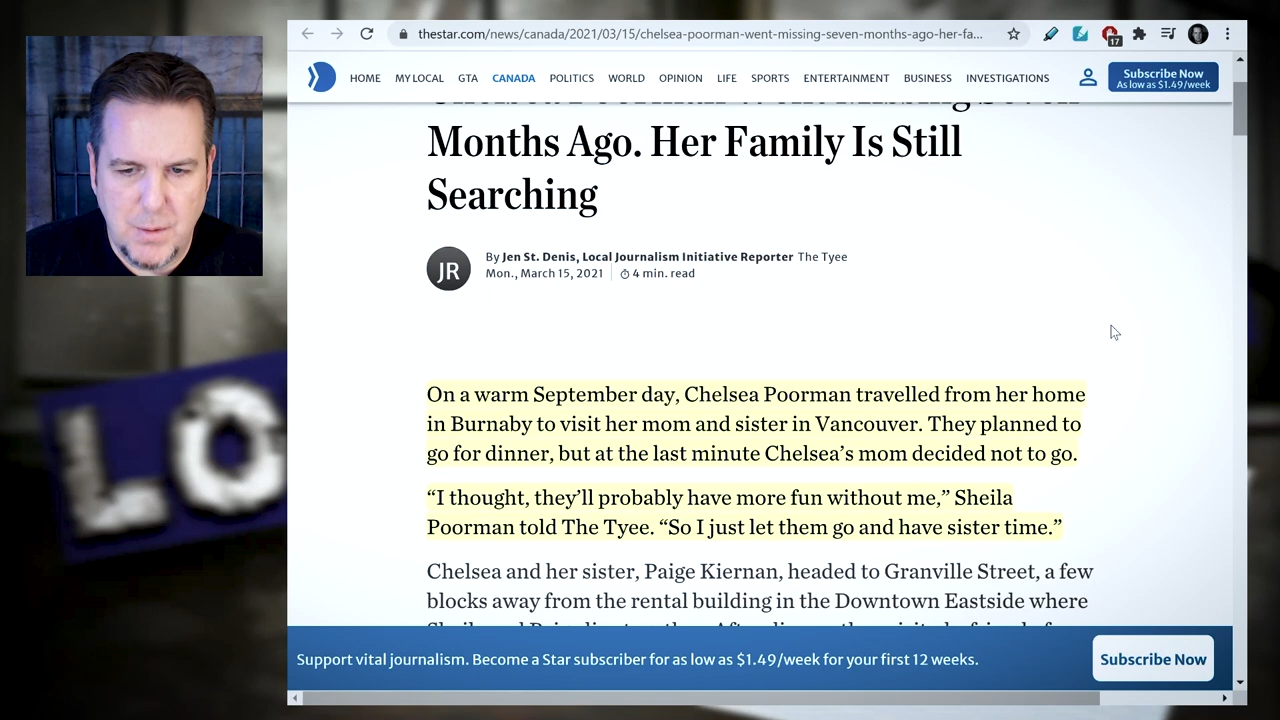 thestar.com/news/canada/2021/03/15/chelsea-poorman-went-missing-seven-months-ago-her-fa...
17
HOME MY LOCAL GTA CANADA POLITICS WORLD OPINION LIFE SPORTS ENTERTAINMENT BUSINESS INVESTIGATIONS
Subscribe Now
As low as $1.49/week
Chelsea Poorman Went Missing Seven
Months Ago. Her Family Is Still
Searching
JR
By Jen St. Denis, Local Journalism Initiative Reporter The Tyee
Mon., March 15, 2021 4 min. read
On a warm September day, Chelsea Poorman travelled from her home
in Burnaby to visit her mom and sister in Vancouver. They planned to
go for dinner, but at the last minute Chelsea’s mom decided not to go.
“I thought, they’ll probably have more fun without me,” Sheila
Poorman told The Tyee. “So I just let them go and have sister time.”
Chelsea and her sister, Paige Kiernan, headed to Granville Street, a few
blocks away from the rental building in the Downtown Eastside where
Support vital journalism. Become a Star subscriber for as low as $1.49/week for your first 12 weeks.
Subscribe Now
LO